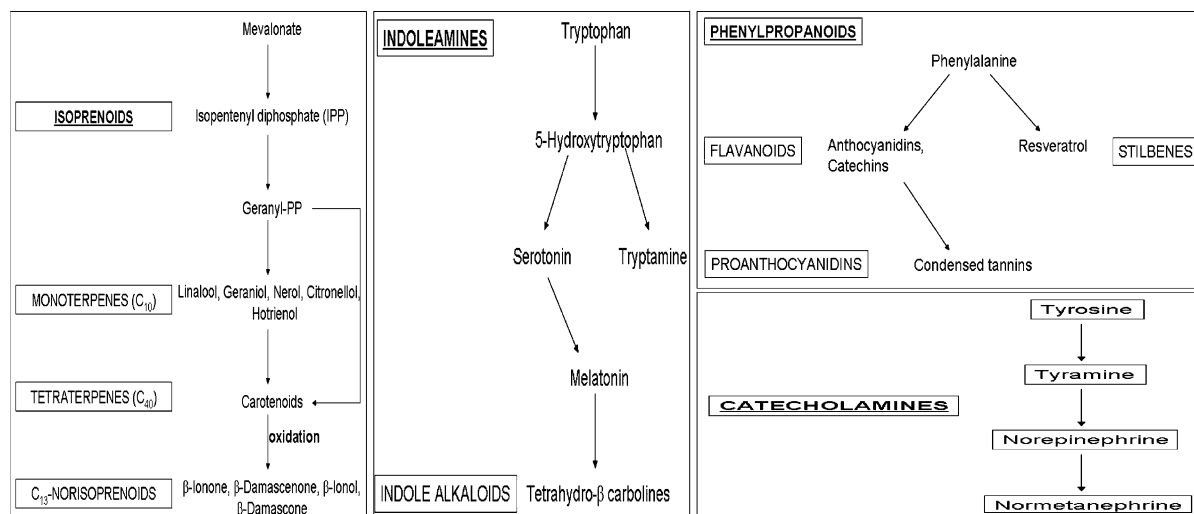 Mevalonate
ISOPRENOIDS
Isopentenyl diphosphate (IPP)
Geranyl-PP
MONOTERPENES (C10)
Linalool, Geraniol, Nerol, Citronellol,
Hotrienol
TETRATERPENES (C40)
Carotenoids
oxidation
C13-NORISOPRENOIDS
β-Ionone, β-Damascenone, β-Ionol,
β-Damascone
INDOLEAMINES
Tryptophan
5-Hydroxytryptophan
Serotonin
Tryptamine
Melatonin
INDOLE ALKALOIDS
Tetrahydro-β carbolines
PHENYLPROPANOIDS
Phenylalanine
FLAVANOIDS
Anthocyanidins,
Catechins
Resveratrol
STILBENES
PROANTHOCYANIDINS
Condensed tannins
Tyrosine
Tyramine
CATECHOLAMINES
Norepinephrine
Normetanephrine